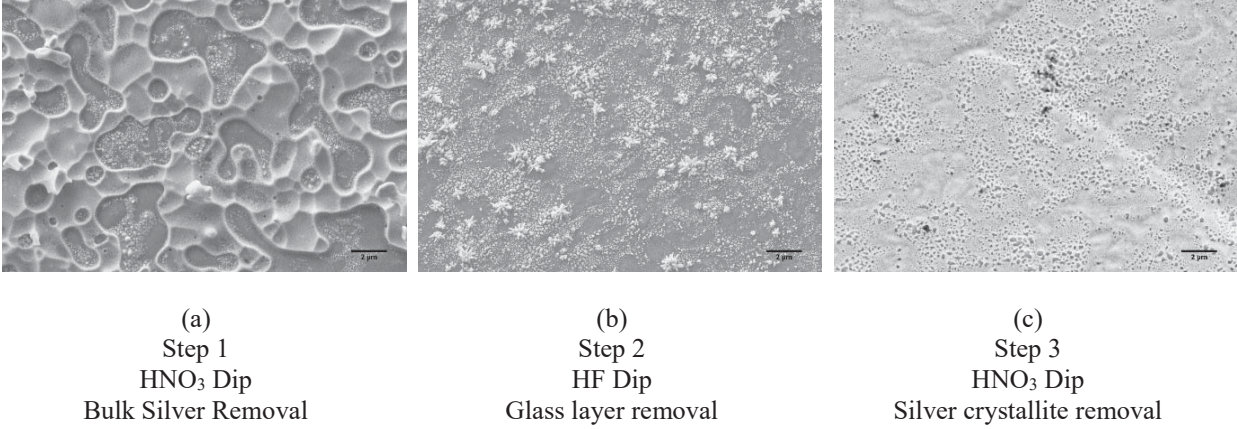 2 μm
2 μm
2 μm
(a)
Step 1
HNO₃ Dip
Bulk Silver Removal
(b)
Step 2
HF Dip
Glass layer removal
(c)
Step 3
HNO₃ Dip
Silver crystallite removal